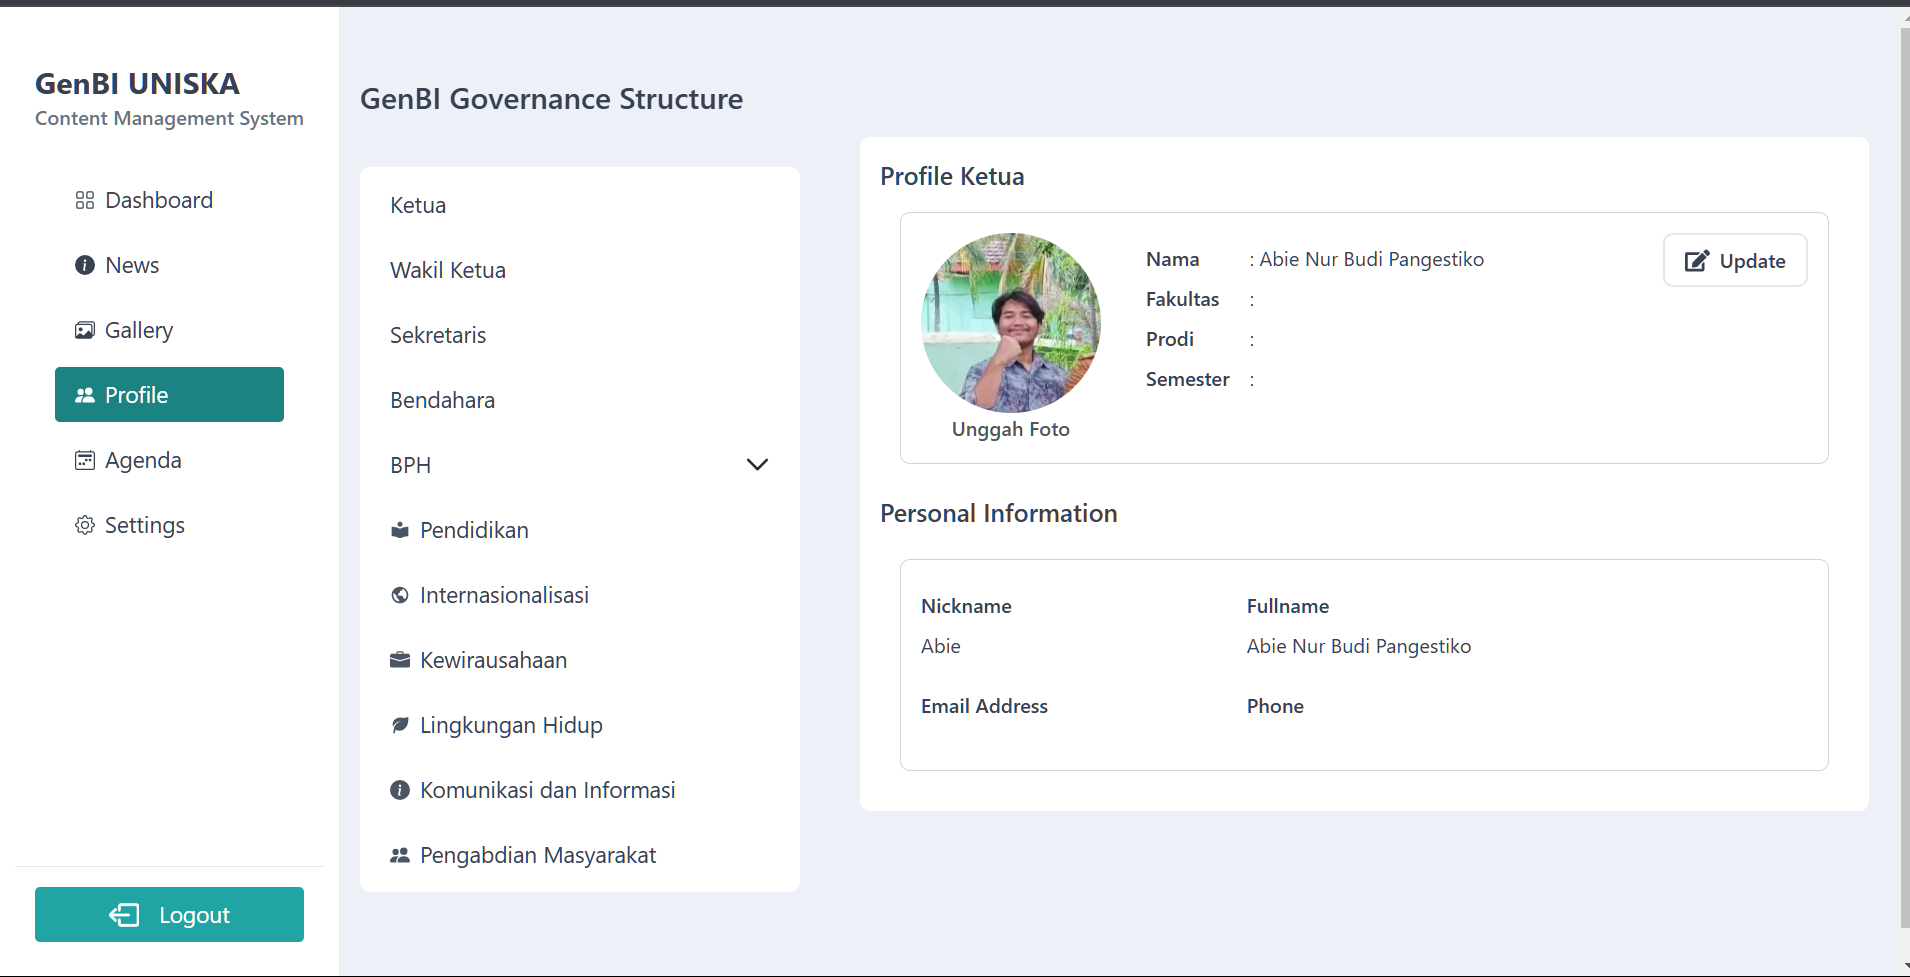 GenBI UNISKA
Content Management System
Dashboard
News
Gallery
Profile
Agenda
Settings
Logout
GenBI Governance Structure
Ketua
Wakil Ketua
Sekretaris
Bendahara
BPH
Pendidikan
Internasionalisasi
Kewirausahaan
Lingkungan Hidup
Komunikasi dan Informasi
Pengabdian Masyarakat
Profile Ketua
Unggah Foto
Nama : Abie Nur Budi Pangestiko
Fakultas :
Prodi :
Semester :
Update
Personal Information
Nickname Fullname
Abie Abie Nur Budi Pangestiko
Email Address Phone